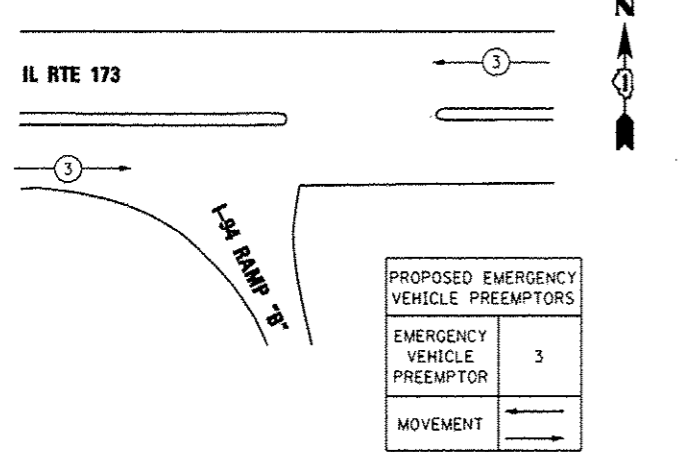 N
IL RTE 173
3
3
I-94 RAMP "B"
PROPOSED EMERGENCY
VEHICLE PREEMPTORS
EMERGENCY
VEHICLE
PREEMPTOR
3
MOVEMENT